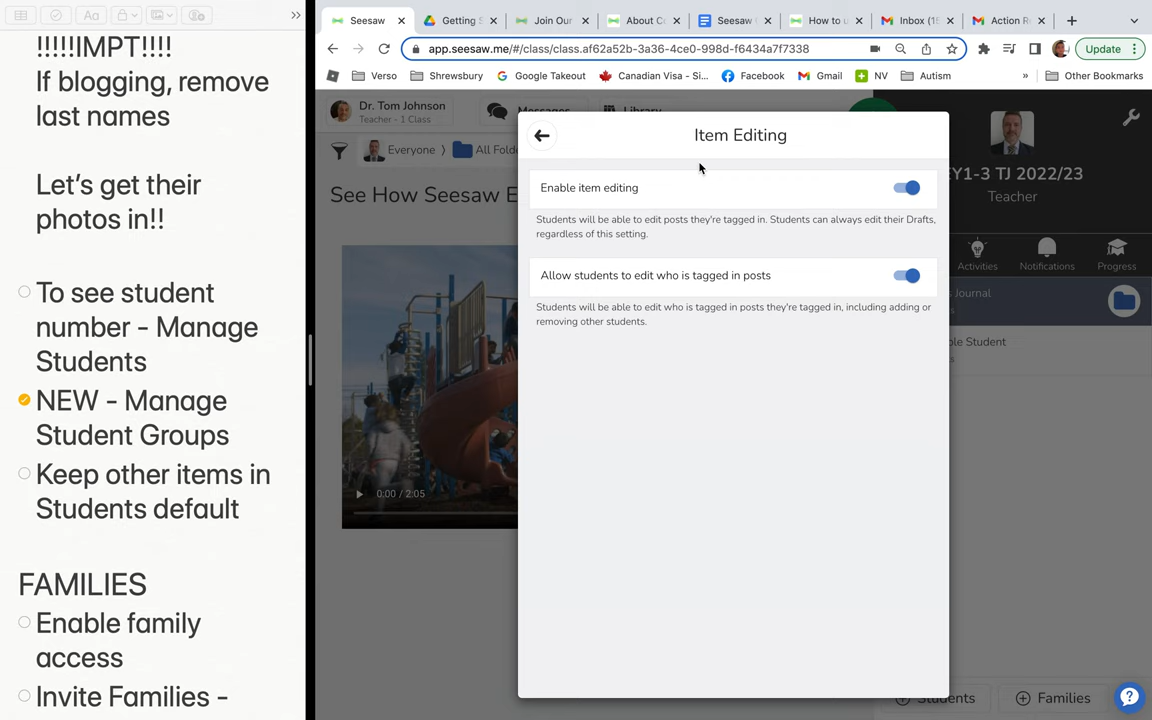 !!!!!IMPT!!!!
If blogging, remove
last names
Let's get their
photos in!!
To see student
number - Manage
Students
NEW - Manage
Student Groups
Keep other items in
Students default
FAMILIES
Enable family
access
Invite Families -
Seesaw
Getting S
Join Our
About Co
Seesaw
How to u
Inbox (15
Action R
Aa
app.seesaw.me/#/class/class.af62a52b-3a36-4ce0-998d-f6434a7f7338
Update
Verso
Shrewsbury
Google Takeout
Canadian Visa - Si...
Facebook
Gmail
NV
Autism
Other Bookmarks
Dr. Tom Johnson
Teacher - 1 Class
Messages
Library
Everyone
All Folde
See How Seesaw E
0:00 / 2:05
Item Editing
Enable item editing
Students will be able to edit posts they're tagged in. Students can always edit their Drafts,
regardless of this setting.
Allow students to edit who is tagged in posts
Students will be able to edit who is tagged in posts they're tagged in, including adding or
removing other students.
EY1-3 TJ 2022/23
Teacher
Activities
Notifications
Progress
Journal
ple Student
Students
Families